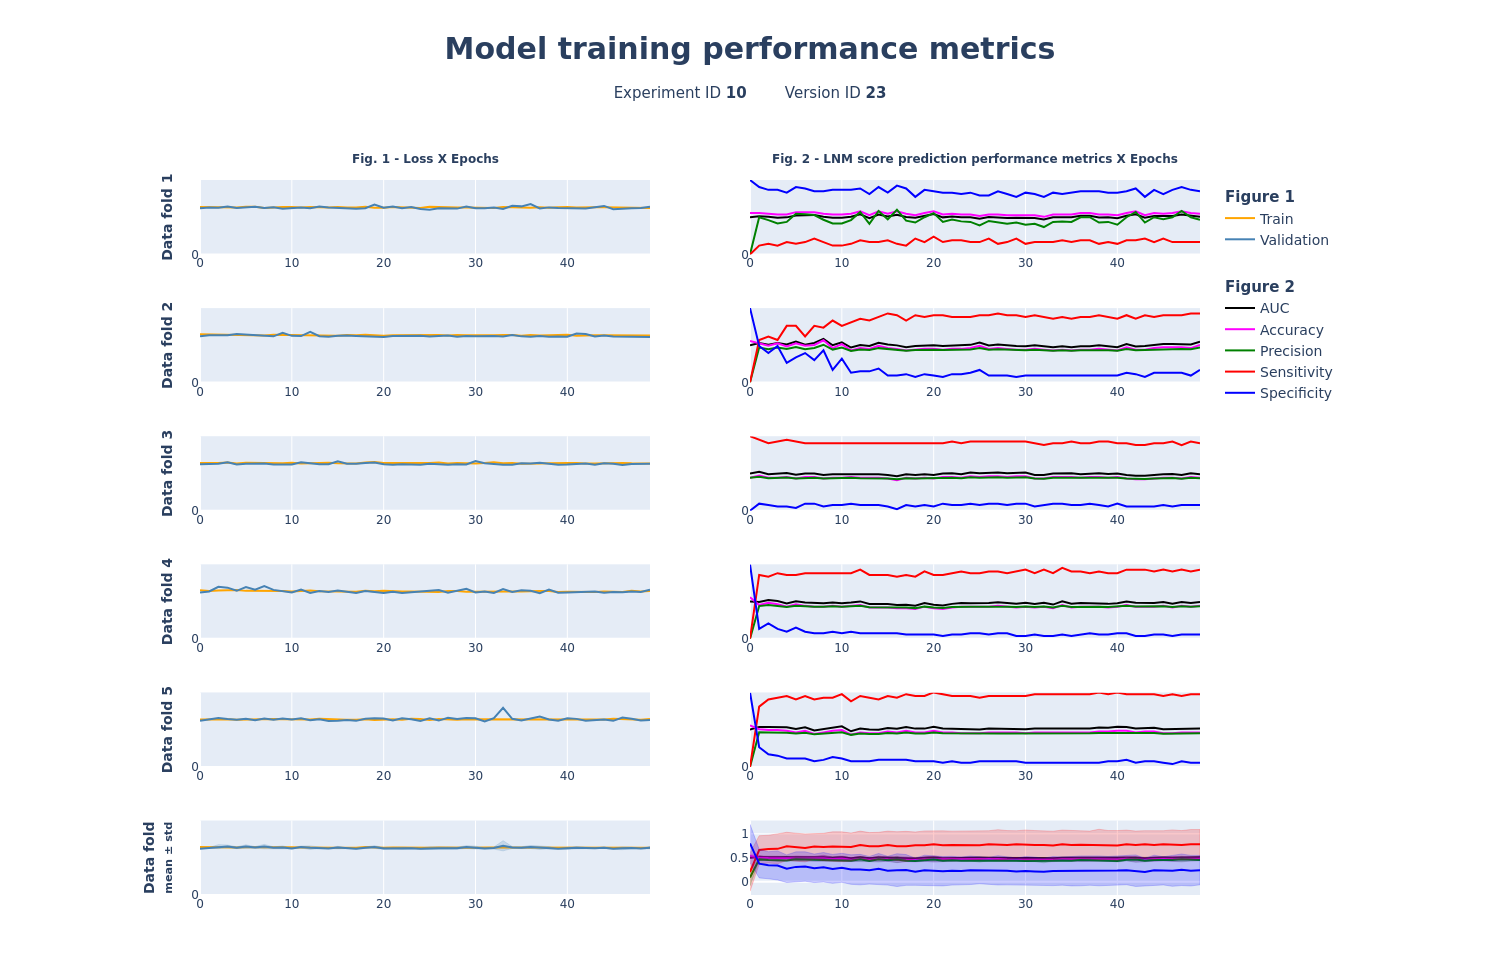 Model training performance metrics
Experiment ID 10 Version ID 23
Fig. 1 - Loss X Epochs
Fig. 2 - LNM score prediction performance metrics X Epochs
Data fold 1
0
0 10 20 30 40
0
0 10 20 30 40
Figure 1
Train
Validation
Figure 2
AUC
Accuracy
Precision
Sensitivity
Specificity
Data fold 2
0
0 10 20 30 40
0
0 10 20 30 40
Data fold 3
0
0 10 20 30 40
0
0 10 20 30 40
Data fold 4
0
0 10 20 30 40
0
0 10 20 30 40
Data fold 5
0
0 10 20 30 40
0
0 10 20 30 40
Data fold
mean ± std
0
0 10 20 30 40
1
0.5
0
0 10 20 30 40